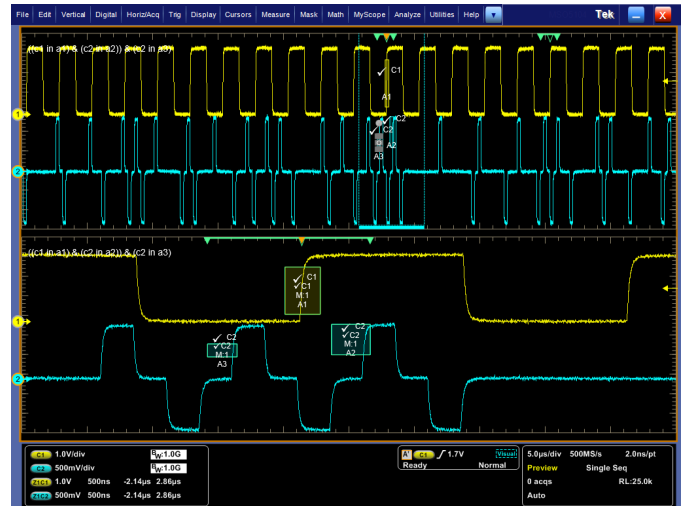 File Edit Vertical Digital Horiz/Acq Trig Display Cursors Measure Mask Math MyScope Analyze Utilities Help Tek X
((c1 in a1) & (c2 in a2)) & (c2 in a3)
C1
A1
C2
C2
A2
A3
1
2
((c1 in a1) & (c2 in a2)) & (c2 in a3)
C1
C1
M:1
A1
C2
C2
M:1
A3
C2
C2
M:1
A2
1
2
C1 1.0V/div BW:1.0G
C2 500mV/div BW:1.0G
Z1C1 1.0V 500ns -2.14µs 2.86µs
Z1C2 500mV 500ns -2.14µs 2.86µs
A' C1 1.7V Visual
Ready Normal
5.0µs/div 500MS/s 2.0ns/pt
Preview Single Seq
0 acqs RL:25.0k
Auto